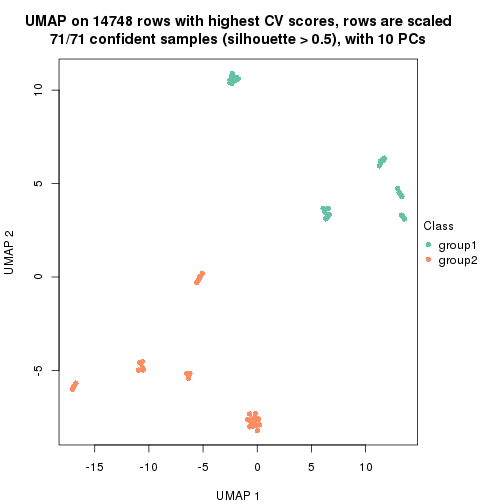 UMAP on 14748 rows with highest CV scores, rows are scaled
71/71 confident samples (silhouette > 0.5), with 10 PCs
10
5
0
-5
UMAP 2
Class
group1
group2
-15
-10
-5
0
5
10
UMAP 1